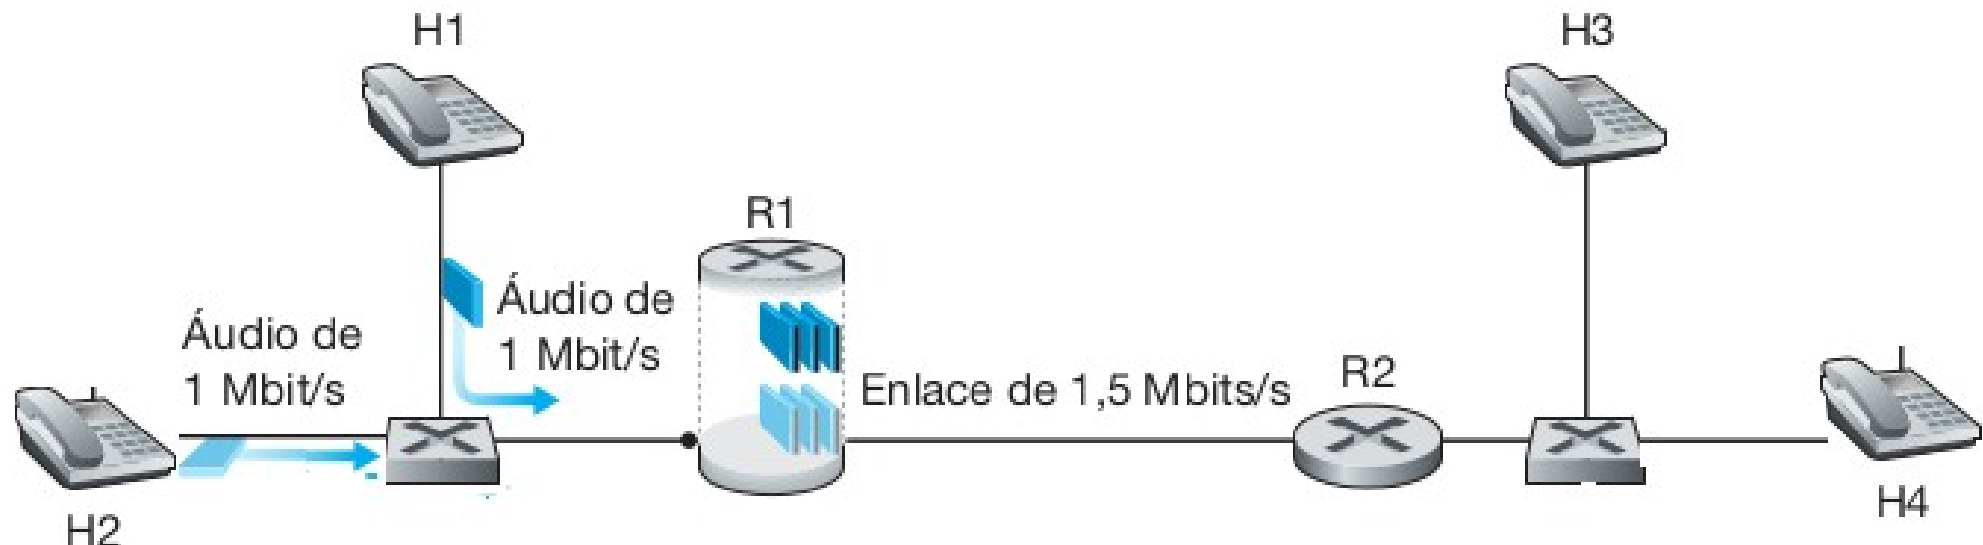 H1
H3
R1
Áudio de
1 Mbit/s
Áudio de
1 Mbit/s
Enlace de 1,5 Mbits/s
R2
H2
H4